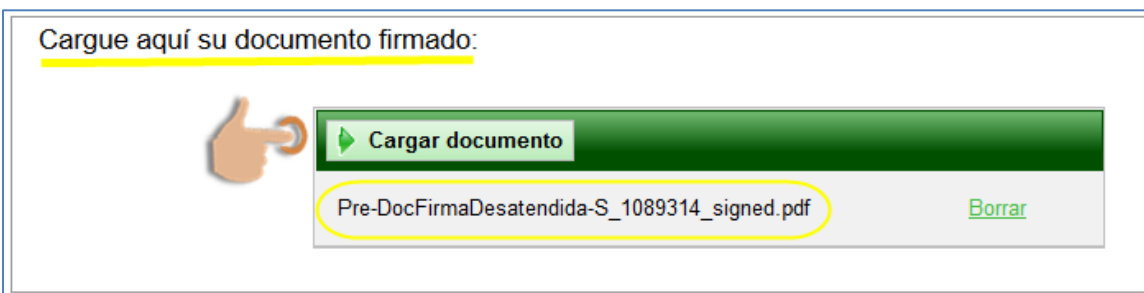 Cargue aquí su documento firmado:
Cargar documento
Pre-DocFirmaDesatendida-S_1089314_signed.pdf Borrar